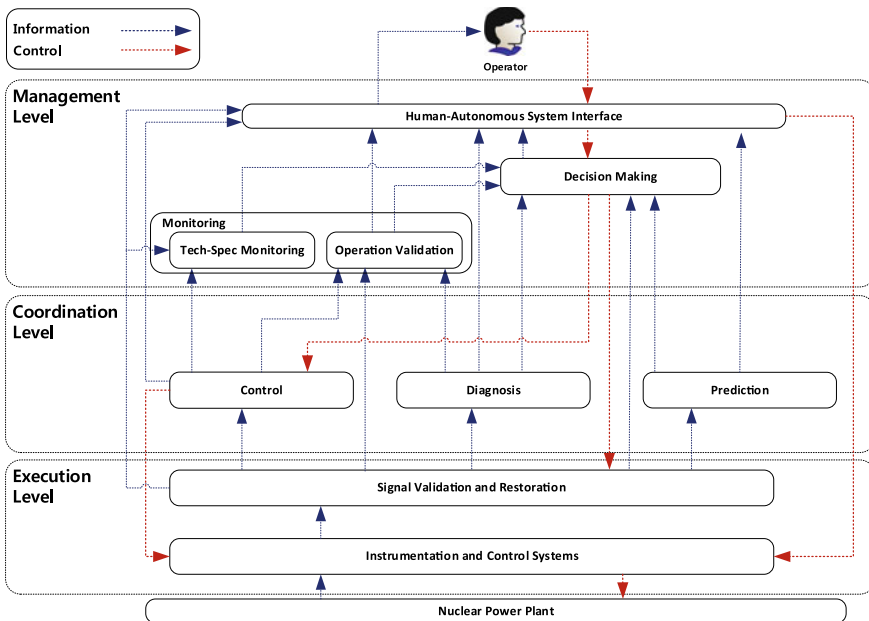 Information
Control
Operator
Management
Level
Human-Autonomous System Interface
Decision Making
Monitoring
Tech-Spec Monitoring
Operation Validation
Coordination
Level
Control
Diagnosis
Prediction
Execution
Level
Signal Validation and Restoration
Instrumentation and Control Systems
Nuclear Power Plant